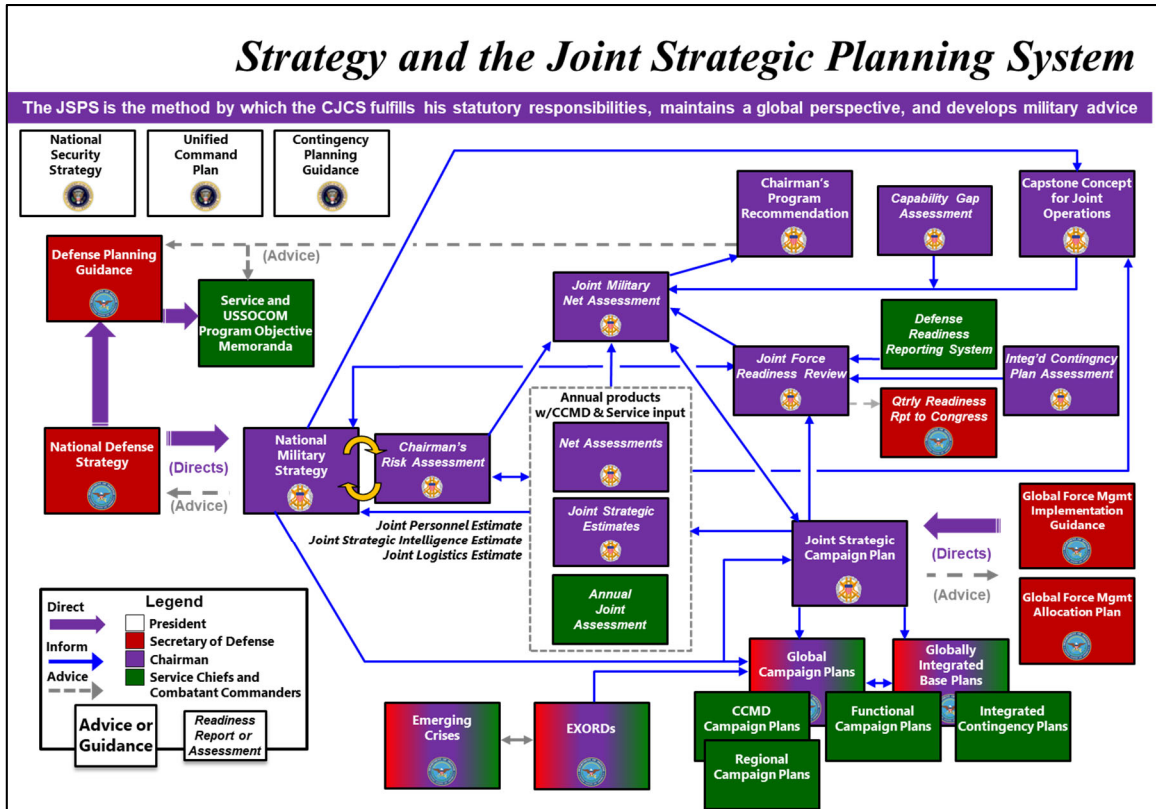 Strategy and the Joint Strategic Planning System
The JSPS is the method by which the CJCS fulfills his statutory responsibilities, maintains a global perspective, and develops military advice
National
Security
Strategy
Unified
Command
Plan
Contingency
Planning
Guidance
Chairman's
Program
Recommendation
Capability Gap
Assessment
Capstone Concept
for Joint
Operations
Defense Planning
Guidance
(Advice)
Service and
USSOCOM
Program Objective
Memoranda
Joint Military
Net Assessment
Defense
Readiness
Reporting System
Joint Force
Readiness Review
Integ'd Contingncy
Plan Assessment
Qtrly Readiness
Rpt to Congress
Annual products
w/CCMD & Service input
National Defense
Strategy
(Directs)
(Advice)
National
Military
Strategy
Chairman's
Risk Assessment
Net Assessments
Joint Strategic
Estimates
Annual
Joint
Assessment
Joint Personnel Estimate
Joint Strategic Intelligence Estimate
Joint Logistics Estimate
Joint Strategic
Campaign Plan
(Directs)
(Advice)
Global Force Mgmt
Implementation
Guidance
Global Force Mgmt
Allocation Plan
Legend
Direct
Inform
Advice
President
Secretary of Defense
Chairman
Service Chiefs and
Combatant Commanders
Advice or
Guidance
Readiness
Report or
Assessment
Emerging
Crises
EXORDs
Global
Campaign Plans
Globally
Integrated
Base Plans
CCMD
Campaign Plans
Functional
Campaign Plans
Integrated
Contingency Plans
Regional
Campaign Plans